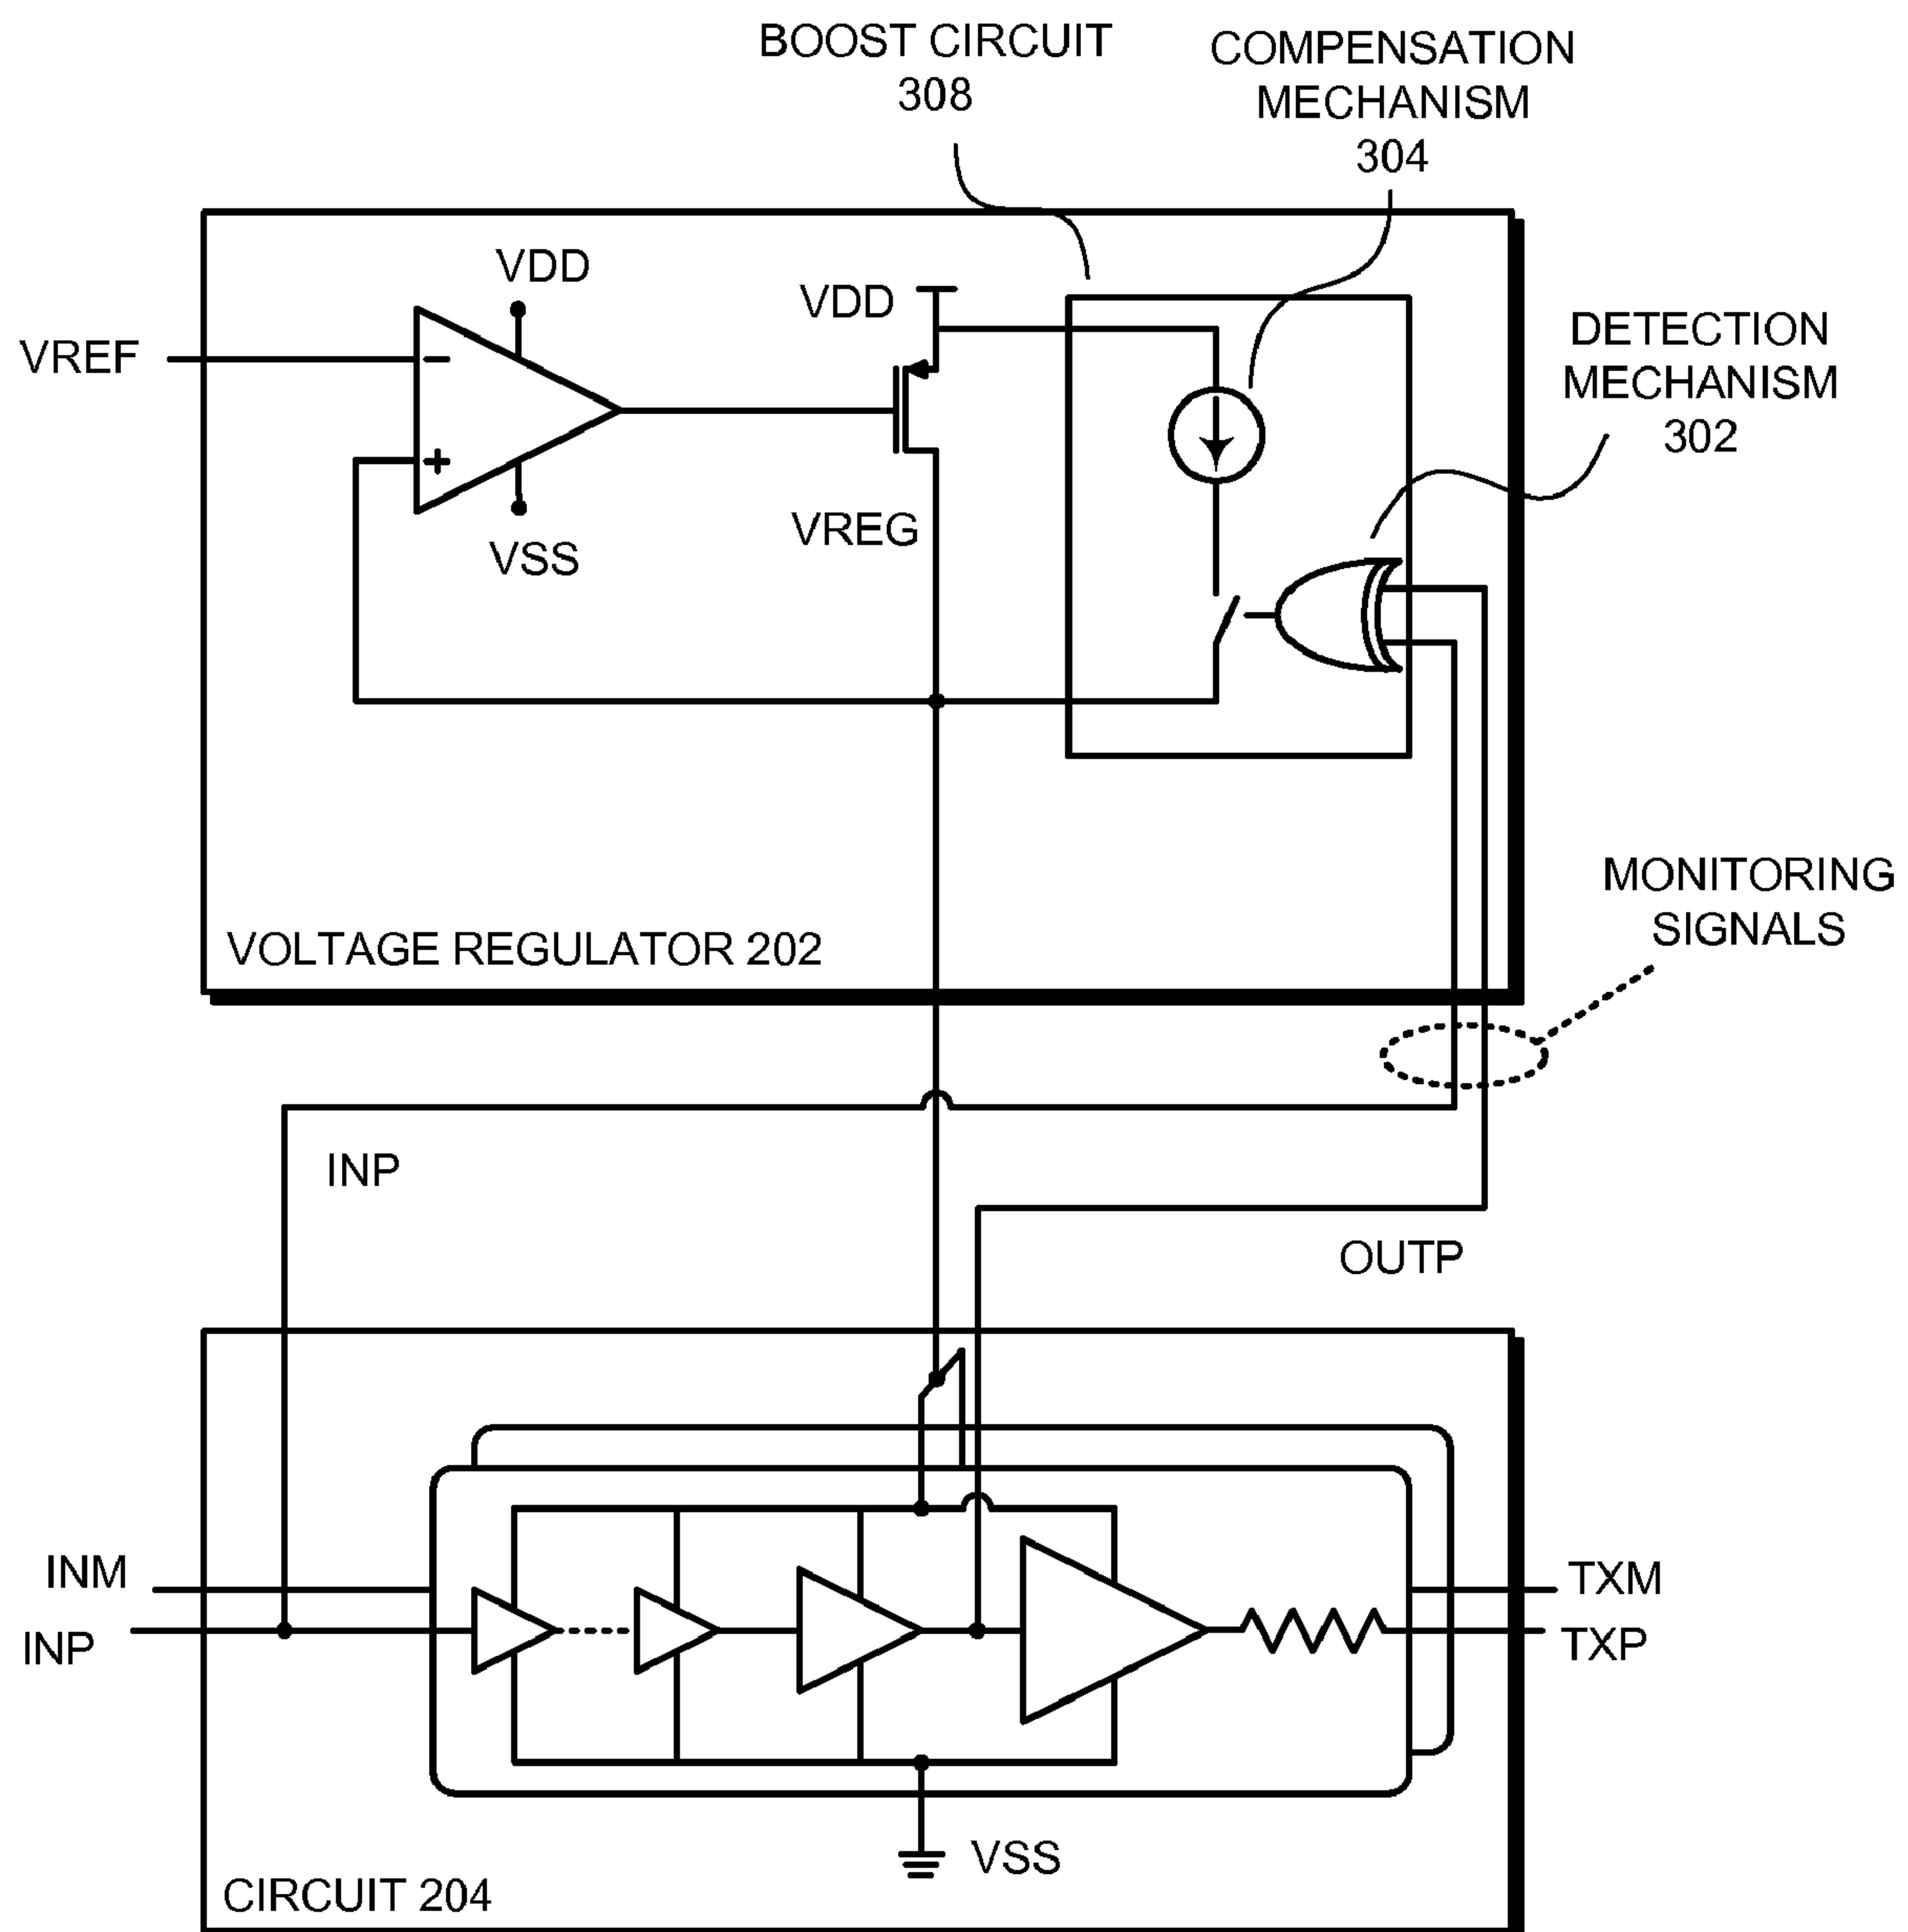 BOOST CIRCUIT
308
COMPENSATION
MECHANISM
304
VDD
VDD
VREF
DETECTION
MECHANISM
302
−
+
VREG
VSS
MONITORING
SIGNALS
VOLTAGE REGULATOR 202
INP
OUTP
INM
TXM
INP
TXP
VSS
CIRCUIT 204